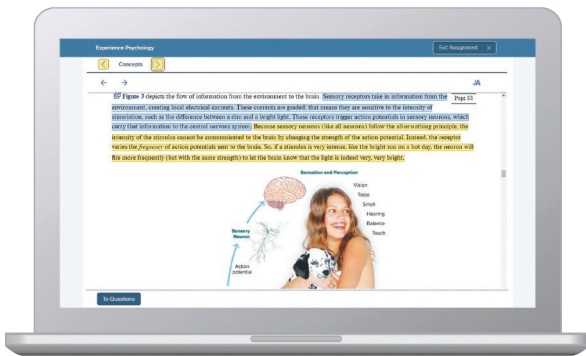 Experience Psychology
Exit Assignment ×
Concepts
Figure 3 depicts the flow of information from the environment to the brain. Sensory receptors take in information from the
Page 83
environment, creating local electrical currents. These currents are graded; that means they are sensitive to the intensity of
stimulation, such as the difference between a dim and a bright light. These receptors trigger action potentials in sensory neurons, which
carry that information to the central nervous system. Because sensory neurons (like all neurons) follow the all-or-nothing principle, the
intensity of the stimulus cannot be communicated to the brain by changing the strength of the action potential. Instead, the receptor
varies the frequency of action potentials sent to the brain. So, if a stimulus is very intense, like the bright sun on a hot day, the neuron will
fire more frequently (but with the same strength) to let the brain know that the light is indeed very, very bright.
Sensation and Perception
Vision
Taste
Smell
Hearing
Balance
Touch
Sensory
Neuron
Action
potential
To Questions